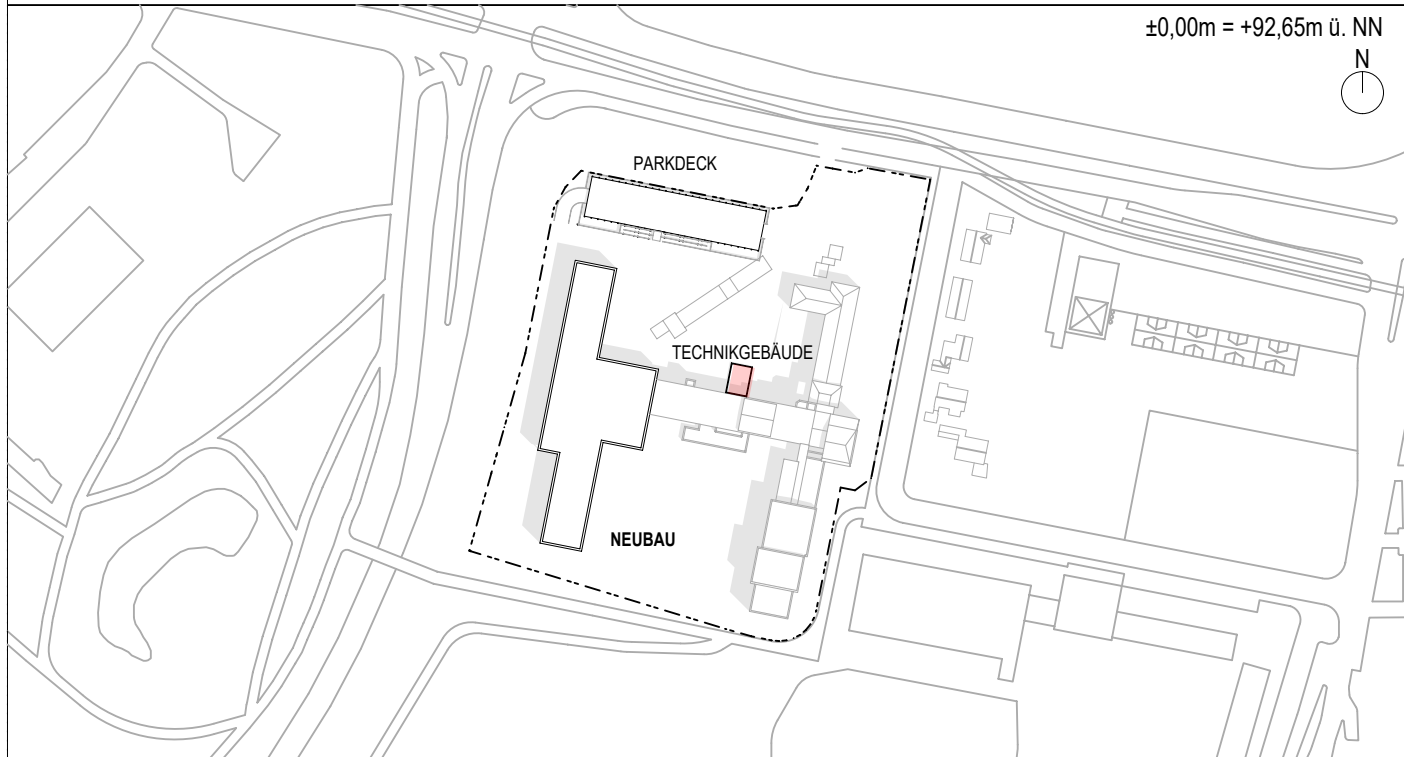 ±0,00m = +92,65m ü. NN
N
PARKDECK
TECHNIKGEBÄUDE
NEUBAU